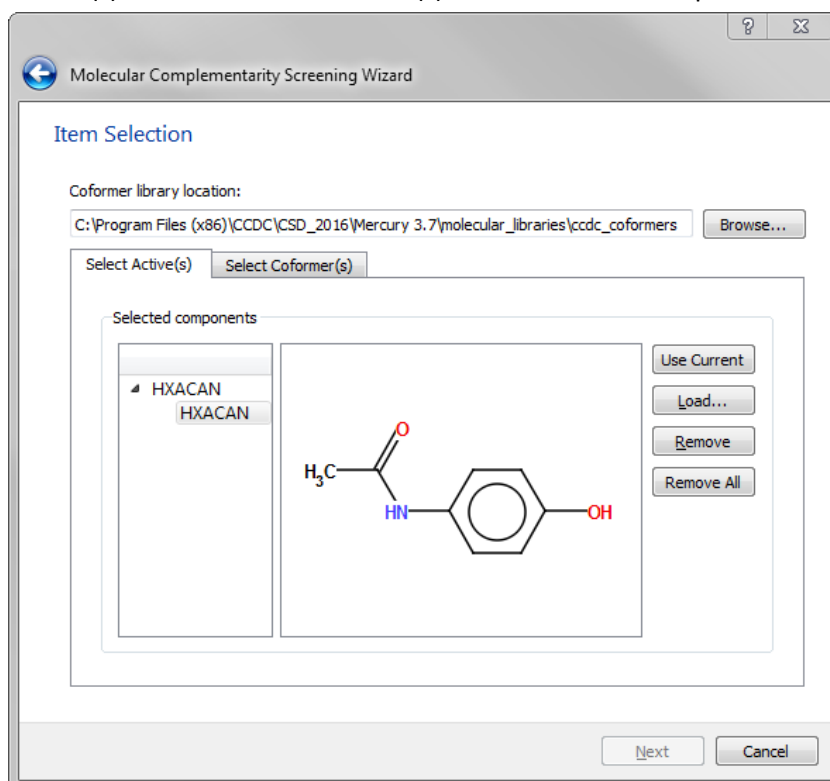 Molecular Complementarity Screening Wizard
Item Selection
Coformer library location:
C:\Program Files (x86)\CCDC\CSD_2016\Mercury 3.7\molecular_libraries\ccdc_coformers
Browse...
Select Active(s)
Select Coformer(s)
Selected components
HXACAN
HXACAN
O
H3C
HN
OH
Use Current
Load...
Remove
Remove All
Next
Cancel